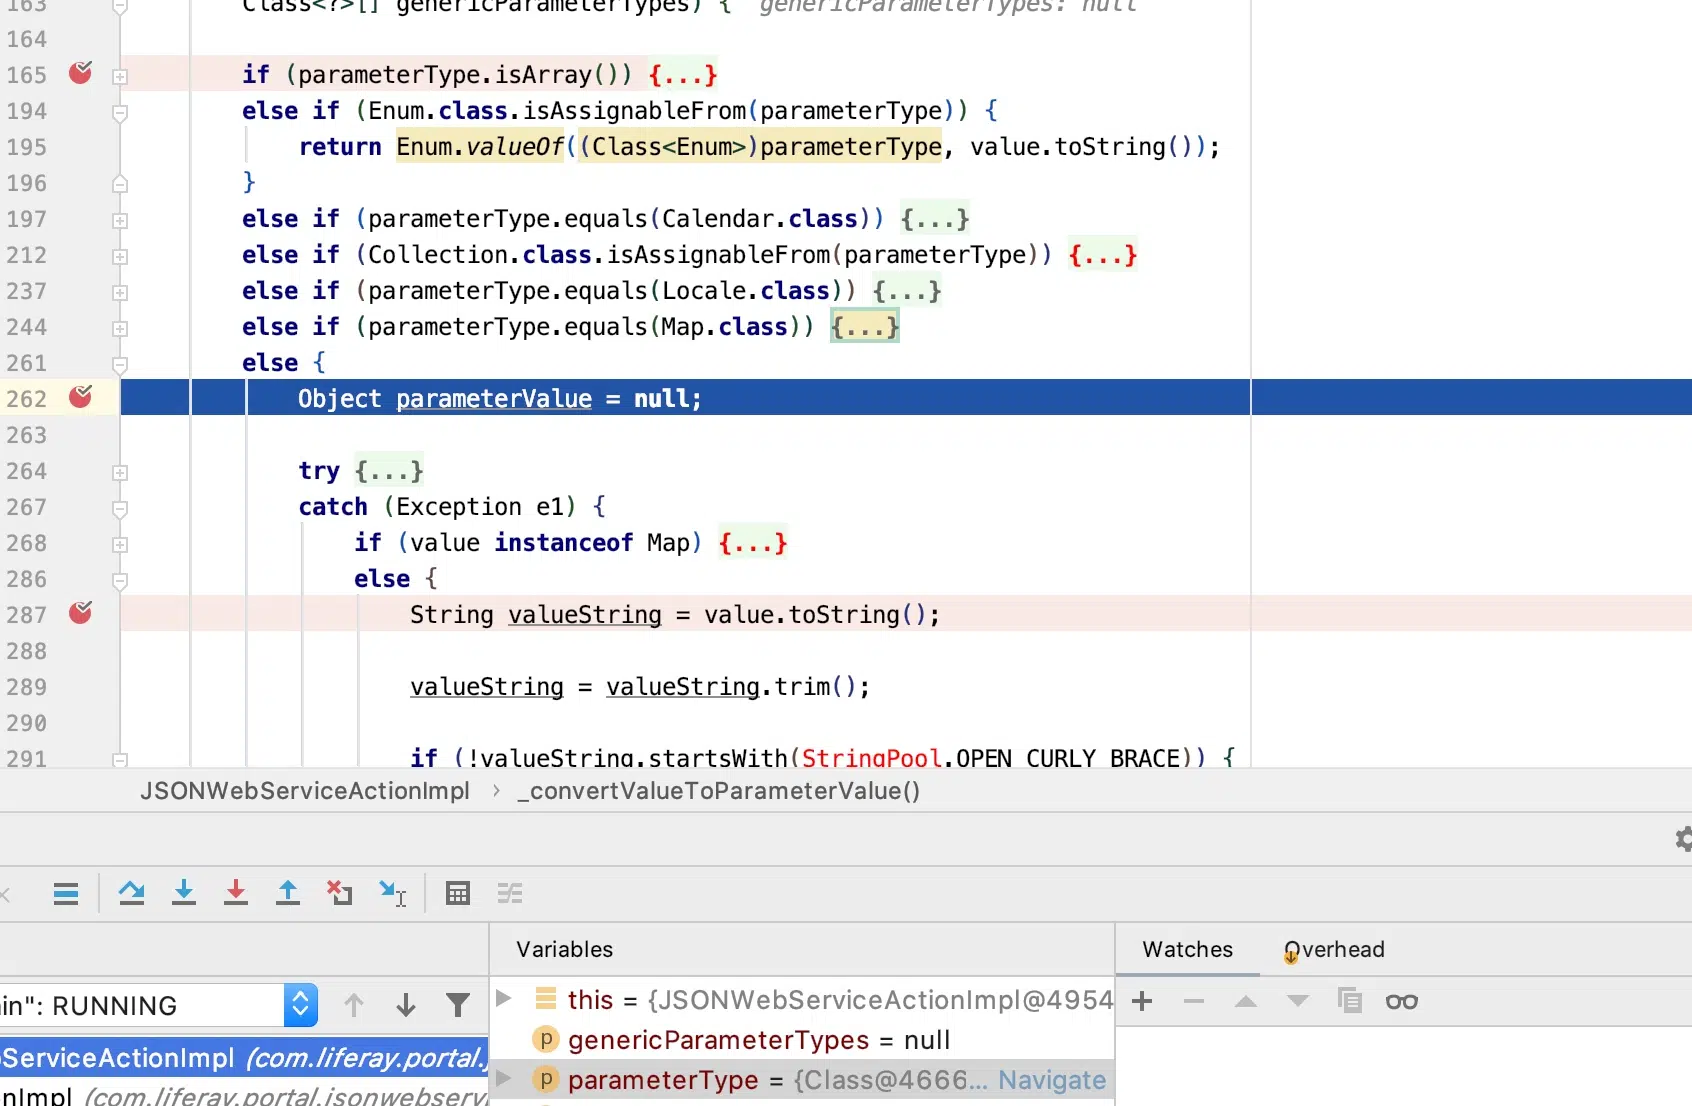 163 Class<?>[] genericParameterTypes) { genericParameterTypes: null
164
165 if (parameterType.isArray()) {...}
194 else if (Enum.class.isAssignableFrom(parameterType)) {
195 return Enum.valueOf((Class<Enum>)parameterType, value.toString());
196 }
197 else if (parameterType.equals(Calendar.class)) {...}
212 else if (Collection.class.isAssignableFrom(parameterType)) {...}
237 else if (parameterType.equals(Locale.class)) {...}
244 else if (parameterType.equals(Map.class)) {...}
261 else {
262 Object parameterValue = null;
263
264 try {...}
267 catch (Exception e1) {
268 if (value instanceof Map) {...}
286 else {
287 String valueString = value.toString();
288
289 valueString = valueString.trim();
290
291 if (!valueString.startsWith(StringPool.OPEN_CURLY_BRACE)) {
JSONWebServiceActionImpl › _convertValueToParameterValue()
Variables
Watches Overhead
in": RUNNING
ServiceActionImpl (com.liferay.portal.j
nImpl (com.liferay.portal.jsonwebservi
this = {JSONWebServiceActionImpl@4954
p genericParameterTypes = null
p parameterType = {Class@4666... Navigate